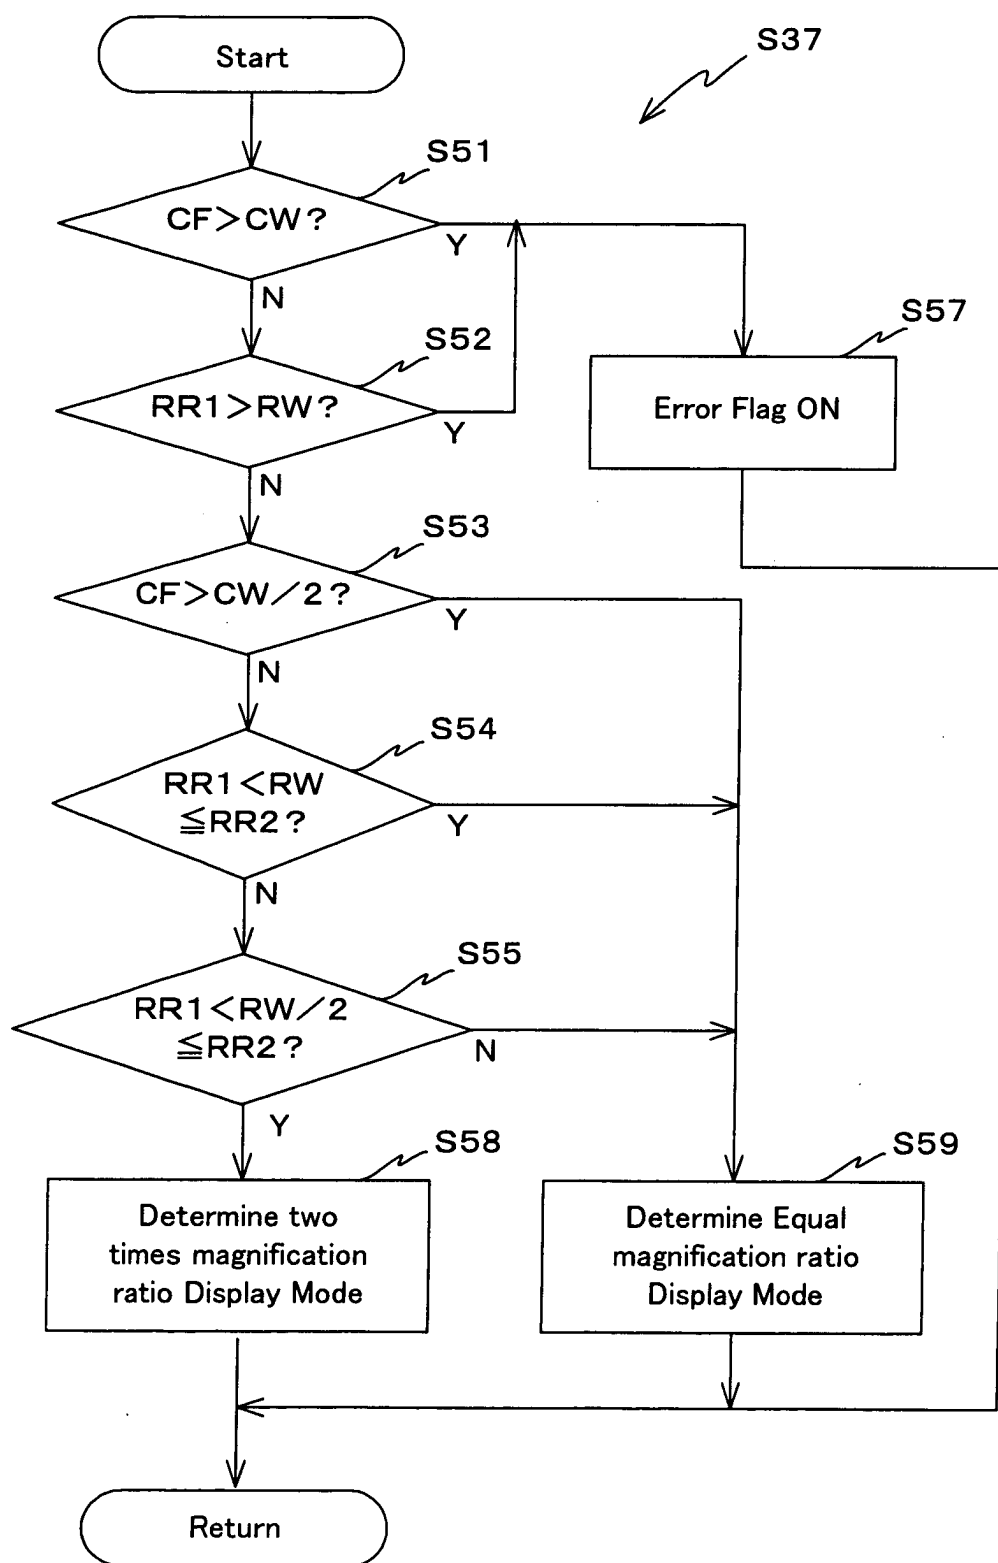 Start
S37
S51
CF>CW?
Y
N
S57
S52
RR1>RW?
Error Flag ON
Y
N
S53
CF>CW/2?
Y
N
S54
RR1<RW
≦RR2?
Y
N
S55
RR1<RW/2
≦RR2?
N
Y
S58
S59
Determine two
times magnification
ratio Display Mode
Determine Equal
magnification ratio
Display Mode
Return